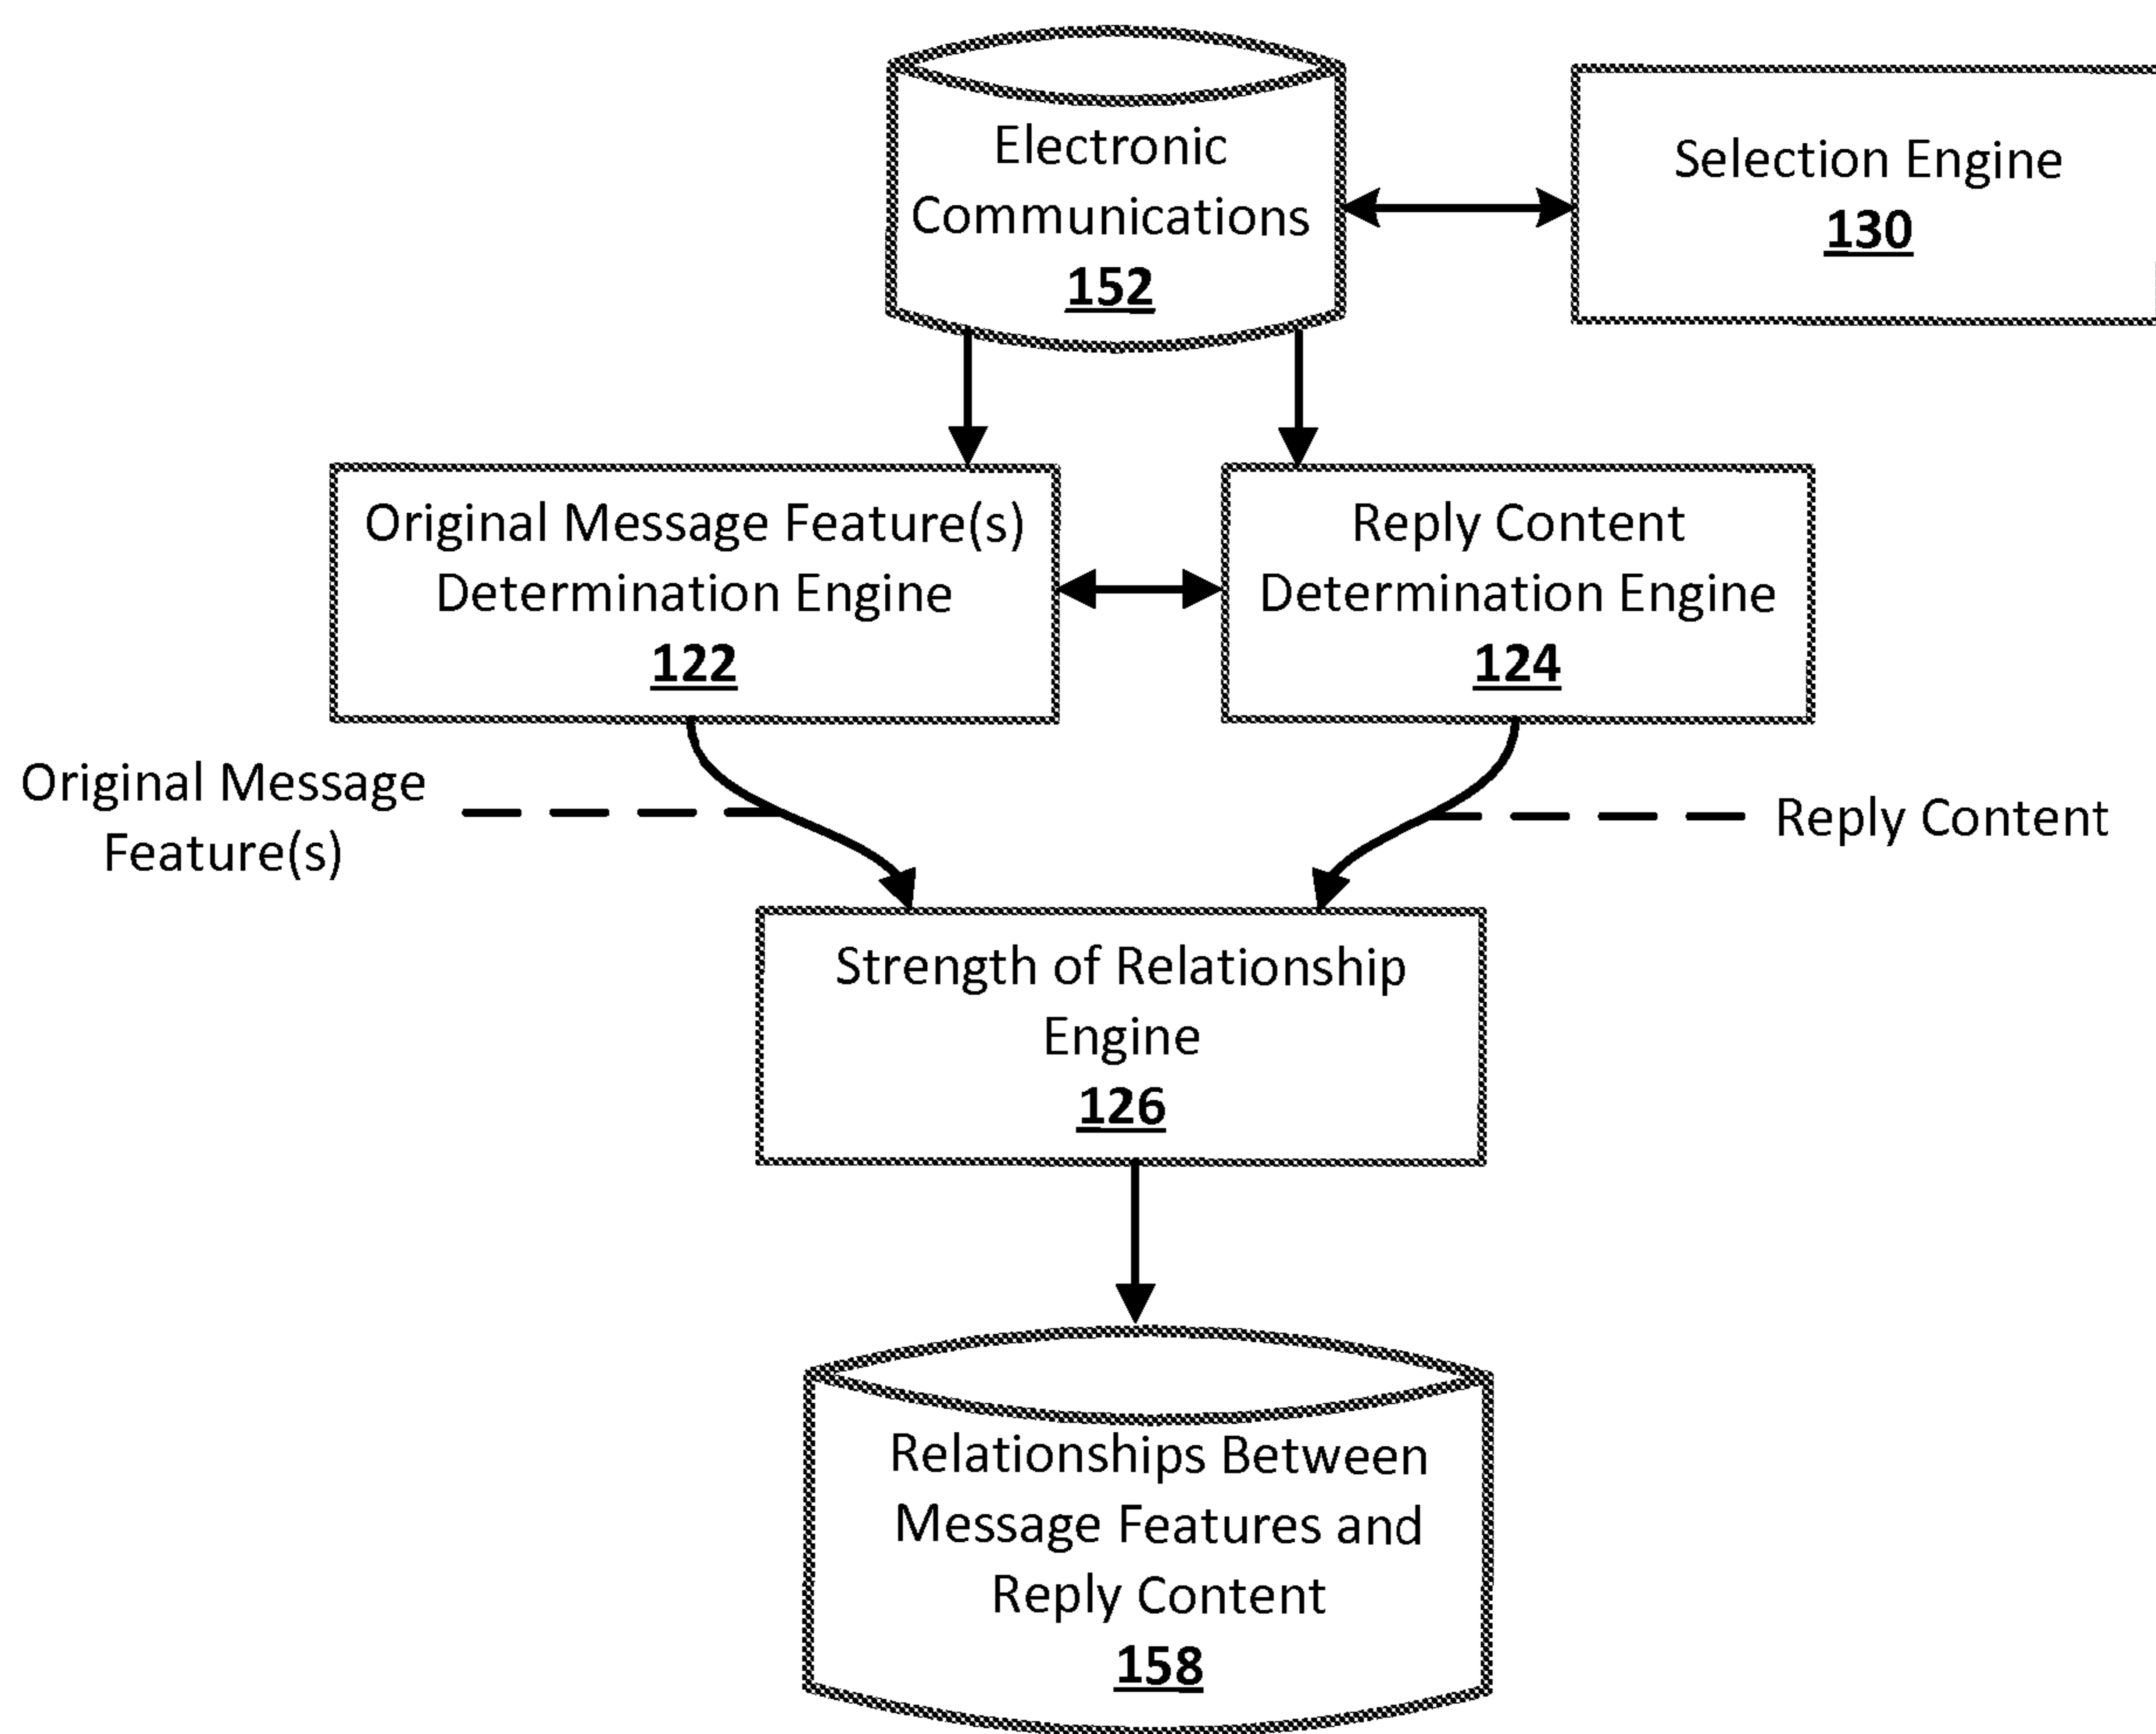 Electronic
Communications
152
Selection Engine
130
Original Message Feature(s)
Determination Engine
122
Reply Content
Determination Engine
124
Original Message
Feature(s)
Reply Content
Strength of Relationship
Engine
126
Relationships Between
Message Features and
Reply Content
158